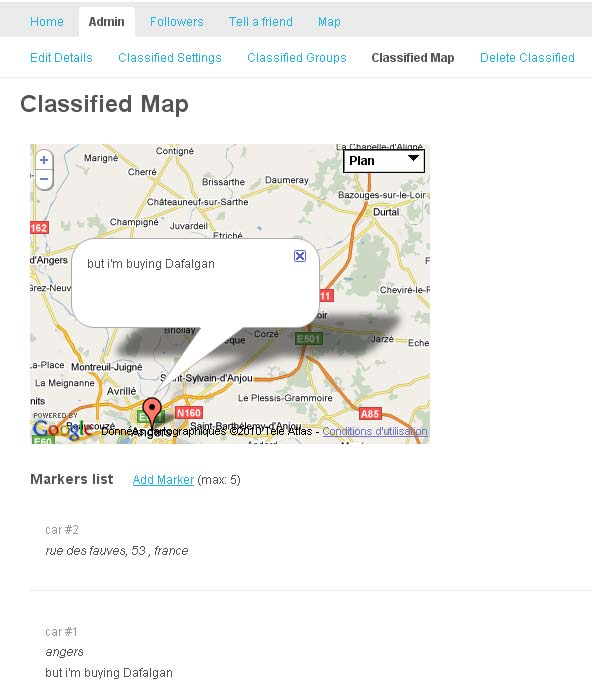 Home Admin Followers Tell a friend Map
Edit Details Classified Settings Classified Groups Classified Map Delete Classified
Classified Map
+
−
Plan
La Chapelle-d'Aligné
Marigné
Contigné
Cherré
Brissarthe
Daumeray
Châteauneuf-sur-Sarthe
Bazouges-sur-le-Loir
Durtal
Champigné
Juvardeil
Etriché
162
d'Angers
but i'm buying Dafalgan
Grez-Neuv
11
Cheviré-le-R
oir
Briollay
Corzé
E501
Jarzé
Eche
La-Place
Montreuil-Juigné
Saint-Sylvain-d'Anjou
La Meignanne
Avrillé
Le Plessis-Grammoire
N160
A85
POWERED BY
Google
Beaucouzé
Angers
Saint-Barthélemy-d'Anjou
Données cartographiques ©2010 Tele Atlas - Conditions d'utilisation
E60
Markers list Add Marker (max: 5)
car #2
rue des fauves, 53 , france
car #1
angers
but i'm buying Dafalgan